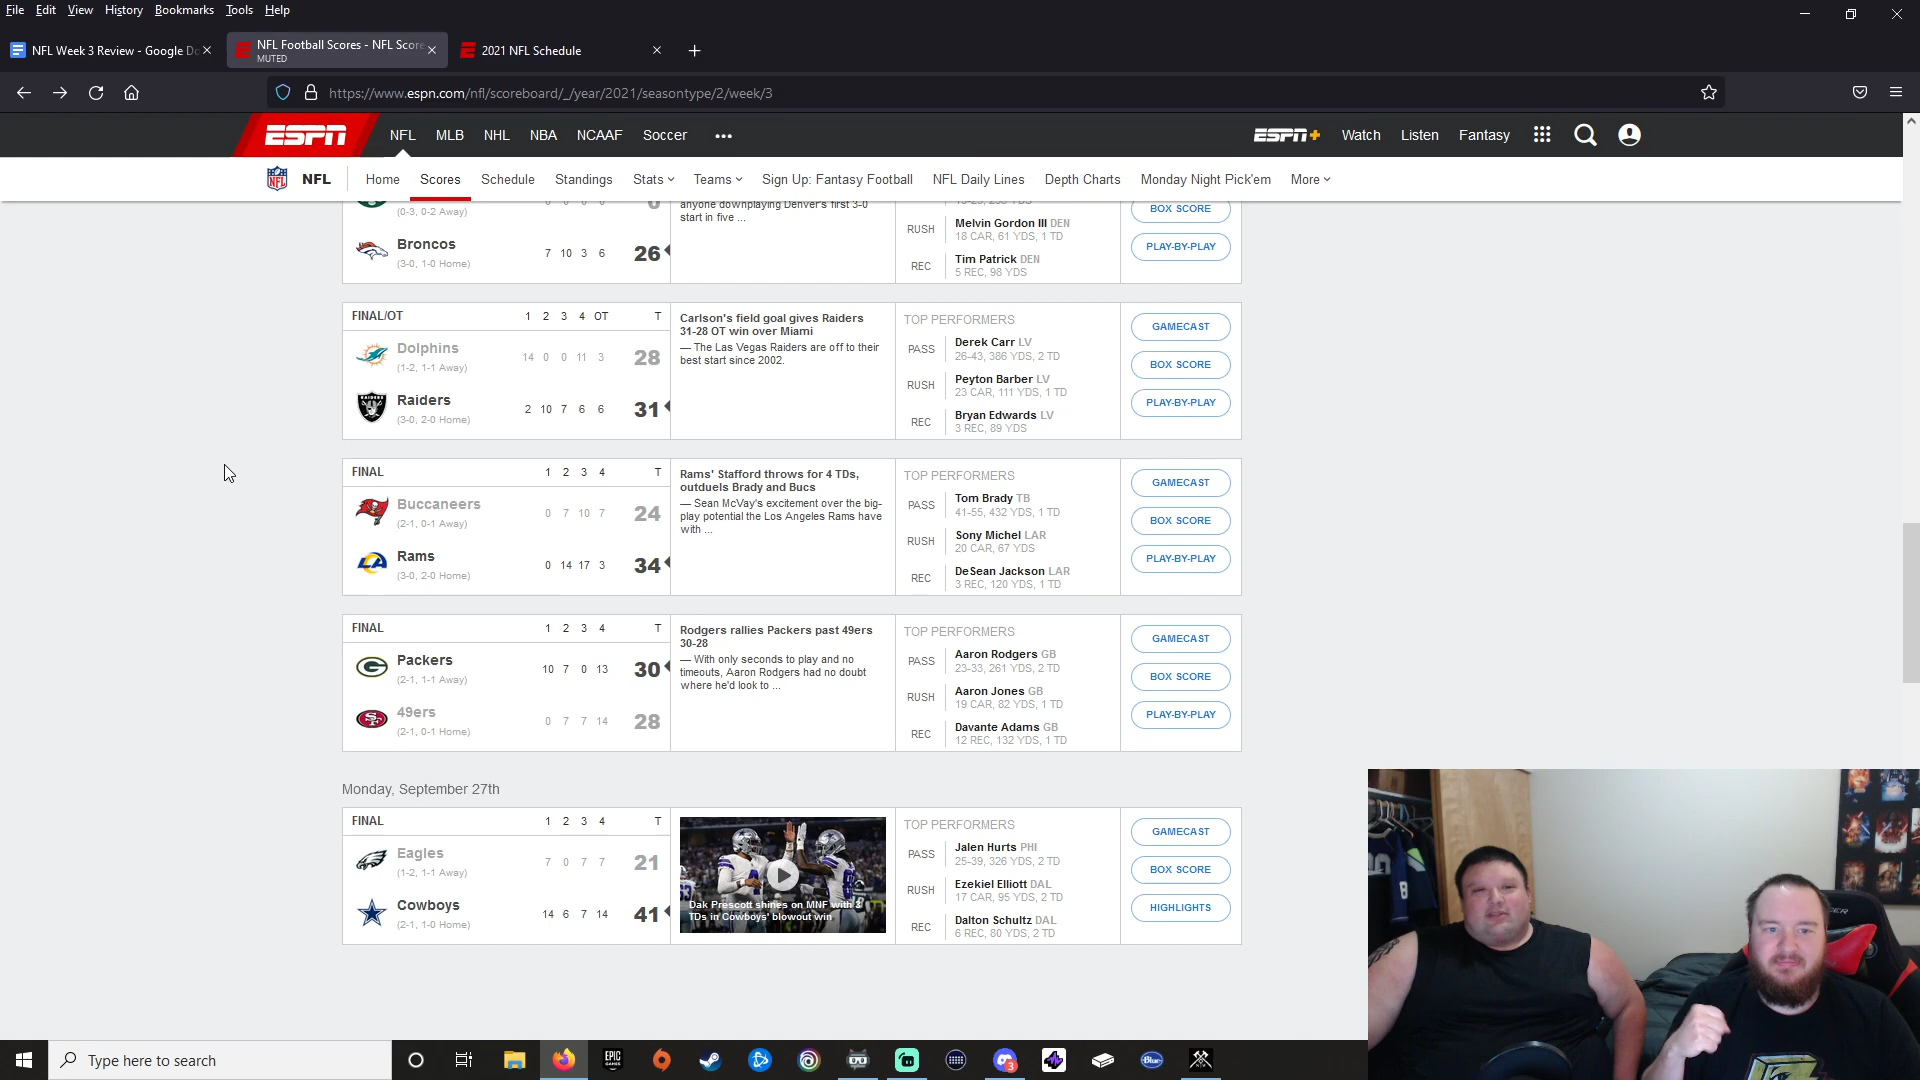 File Edit View History Bookmarks Tools Help
NFL Week 3 Review - Google Do
NFL Football Scores - NFL Score
MUTED
2021 NFL Schedule
https://www.espn.com/nfl/scoreboard/_/year/2021/seasontype/2/week/3
ESPN NFL MLB NHL NBA NCAAF Soccer ESPN+ Watch Listen Fantasy
NFL Home Scores Schedule Standings Stats Teams Sign Up: Fantasy Football NFL Daily Lines Depth Charts Monday Night Pick'em More
(0-3, 0-2 Away)
Broncos 7 10 3 6 26
(3-0, 1-0 Home)
anyone downplaying Denver's first 3-0
start in five ...
RUSH Melvin Gordon III DEN
18 CAR, 61 YDS, 1 TD
REC Tim Patrick DEN
5 REC, 98 YDS
BOX SCORE
PLAY-BY-PLAY
FINAL/OT 1 2 3 4 OT T
Dolphins 14 0 0 11 3 28
(1-2, 1-1 Away)
Raiders 2 10 7 6 6 31
(3-0, 2-0 Home)
Carlson's field goal gives Raiders
31-28 OT win over Miami
— The Las Vegas Raiders are off to their
best start since 2002.
TOP PERFORMERS
PASS Derek Carr LV
26-43, 386 YDS, 2 TD
RUSH Peyton Barber LV
23 CAR, 111 YDS, 1 TD
REC Bryan Edwards LV
3 REC, 89 YDS
GAMECAST
BOX SCORE
PLAY-BY-PLAY
FINAL 1 2 3 4 T
Buccaneers 0 7 10 7 24
(2-1, 0-1 Away)
Rams 0 14 17 3 34
(3-0, 2-0 Home)
Rams' Stafford throws for 4 TDs,
outduels Brady and Bucs
— Sean McVay's excitement over the big-
play potential the Los Angeles Rams have
with ...
TOP PERFORMERS
PASS Tom Brady TB
41-55, 432 YDS, 1 TD
RUSH Sony Michel LAR
20 CAR, 67 YDS
REC DeSean Jackson LAR
3 REC, 120 YDS, 1 TD
GAMECAST
BOX SCORE
PLAY-BY-PLAY
FINAL 1 2 3 4 T
Packers 10 7 0 13 30
(2-1, 1-1 Away)
49ers 0 7 7 14 28
(2-1, 0-1 Home)
Rodgers rallies Packers past 49ers
30-28
— With only seconds to play and no
timeouts, Aaron Rodgers had no doubt
where he'd look to ...
TOP PERFORMERS
PASS Aaron Rodgers GB
23-33, 261 YDS, 2 TD
RUSH Aaron Jones GB
19 CAR, 82 YDS, 1 TD
REC Davante Adams GB
12 REC, 132 YDS, 1 TD
GAMECAST
BOX SCORE
PLAY-BY-PLAY
Monday, September 27th
FINAL 1 2 3 4 T
Eagles 7 0 7 7 21
(1-2, 1-1 Away)
Cowboys 14 6 7 14 41
(2-1, 1-0 Home)
Dak Prescott shines on MNF with 3
TDs in Cowboys' blowout win
TOP PERFORMERS
PASS Jalen Hurts PHI
25-39, 326 YDS, 2 TD
RUSH Ezekiel Elliott DAL
17 CAR, 95 YDS, 2 TD
REC Dalton Schultz DAL
6 REC, 80 YDS, 2 TD
GAMECAST
BOX SCORE
HIGHLIGHTS
Type here to search
EPIC GAMES
3
Blue